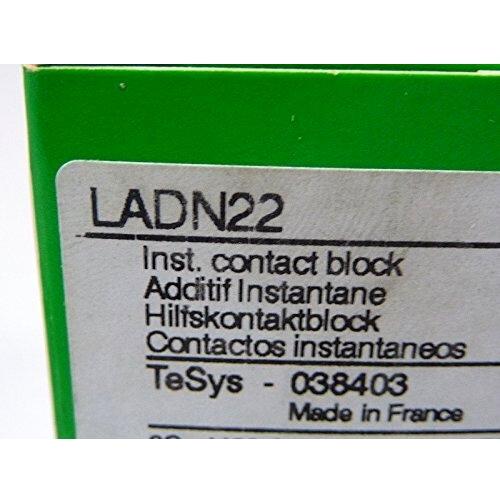 LADN22
Inst. contact block
Additif Instantane
Hilfskontaktblock
Contactos instantaneos
TeSys - 038403
Made in France